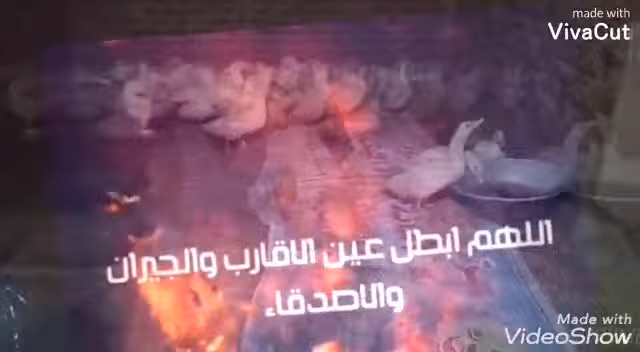 made with
VivaCut
اللهم ابطل عين الاقارب والجيران
والاصدقاء
Made with
VideoShow